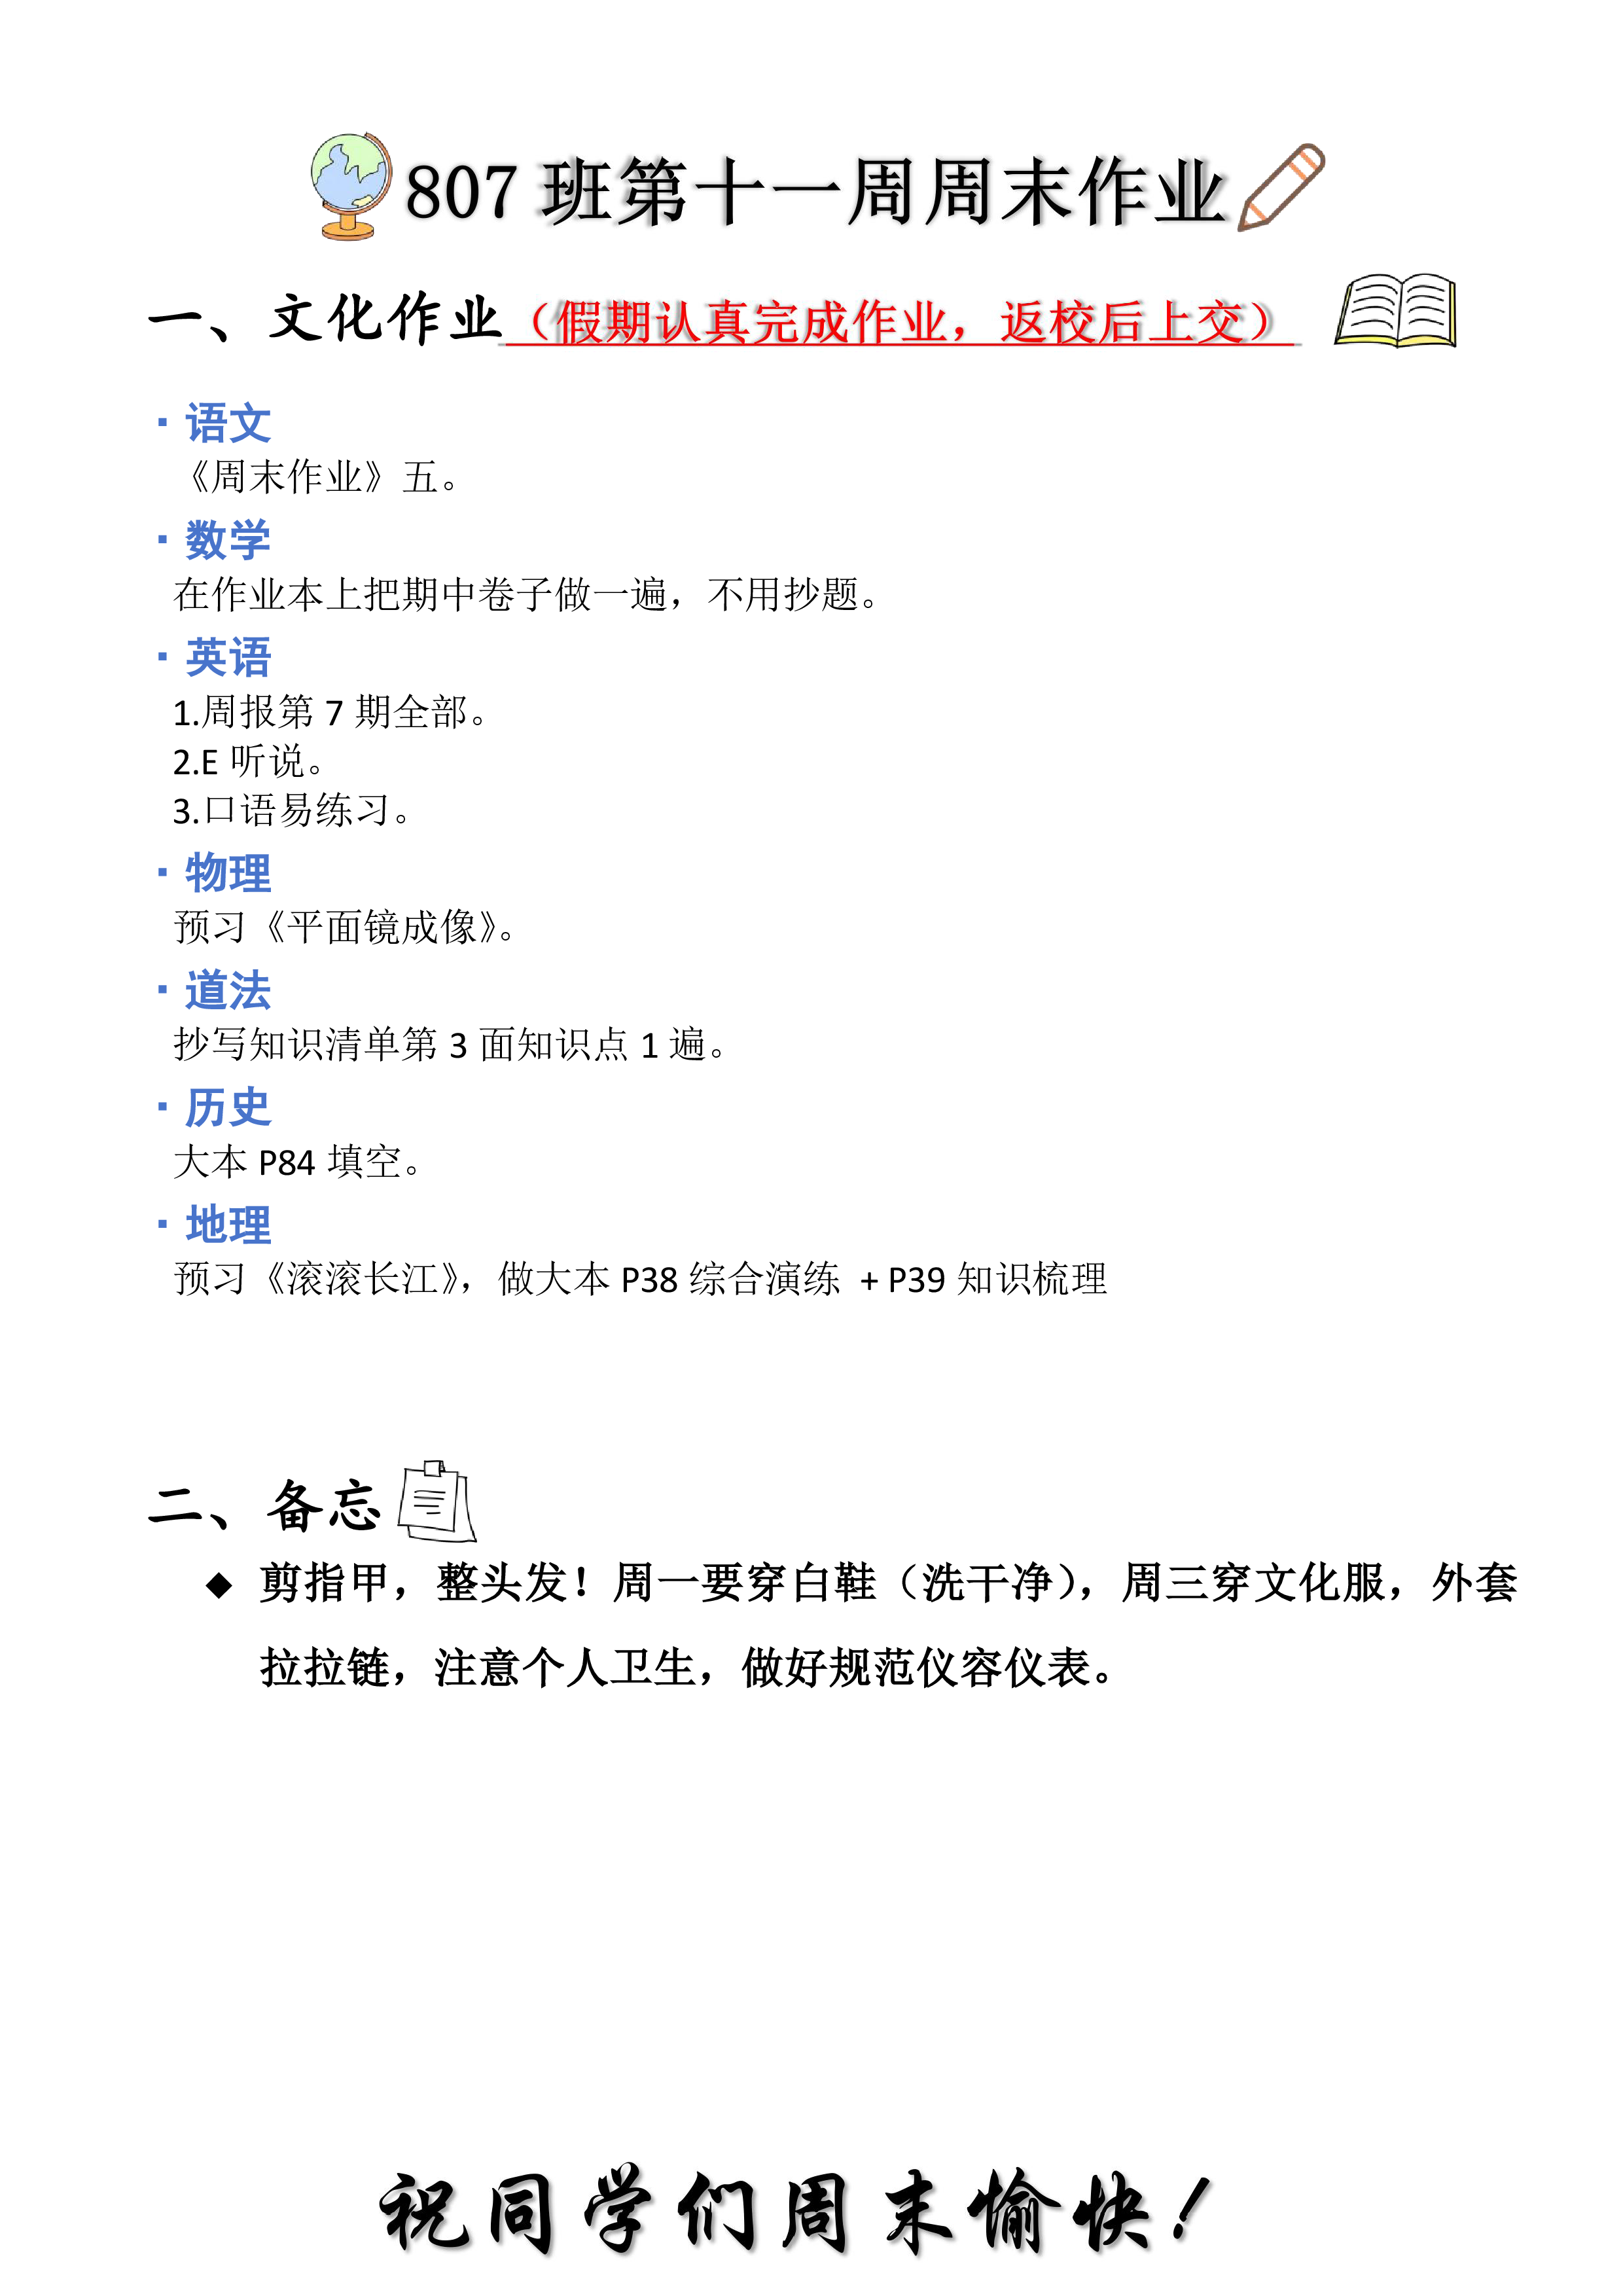 807 班第十一周周末作业
一、文化作业（假期认真完成作业，返校后上交）
· 语文
《周末作业》五。
· 数学
在作业本上把期中卷子做一遍，不用抄题。
· 英语
1.周报第 7 期全部。
2.E 听说。
3.口语易练习。
· 物理
预习《平面镜成像》。
· 道法
抄写知识清单第 3 面知识点 1 遍。
· 历史
大本 P84 填空。
· 地理
预习《滚滚长江》，做大本 P38 综合演练 + P39 知识梳理
二、备忘
◆ 剪指甲，整头发！周一要穿白鞋（洗干净），周三穿文化服，外套
拉拉链，注意个人卫生，做好规范仪容仪表。
祝同学们周末愉快！